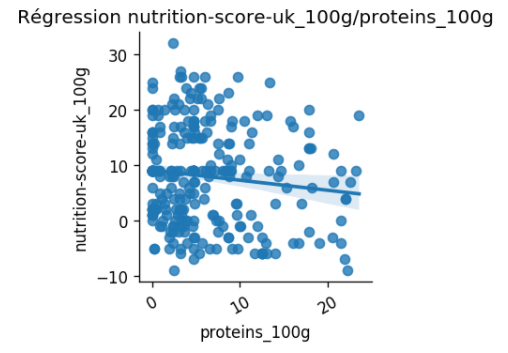 Régression nutrition-score-uk_100g/proteins_100g
nutrition-score-uk_100g
30
20
10
0
−10
0
10
20
proteins_100g